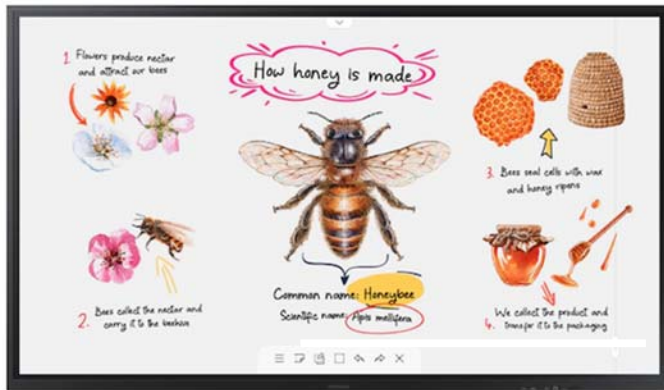 How honey is made
1. Flowers produce nectar
and attract our bees
2. Bees collect the nectar and
carry it to the beehive
Common name: Honeybee
Scientific name: Apis mellifera
3. Bees seal cells with wax
and honey ripens
4. We collect the product and
transfer it to the packaging